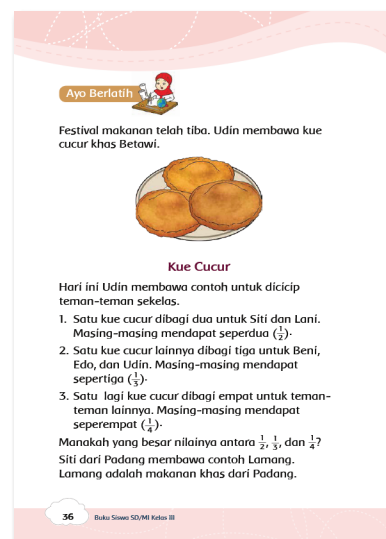 Ayo Berlatih
Festival makanan telah tiba. Udin membawa kue
cucur khas Betawi.
Kue Cucur
Hari ini Udin membawa contoh untuk dicicip
teman-teman sekelas.
1. Satu kue cucur dibagi dua untuk Siti dan Lani.
Masing-masing mendapat seperdua (1/2).
2. Satu kue cucur lainnya dibagi tiga untuk Beni,
Edo, dan Udin. Masing-masing mendapat
sepertiga (1/3).
3. Satu lagi kue cucur dibagi empat untuk teman-
teman lainnya. Masing-masing mendapat
seperempat (1/4).
Manakah yang besar nilainya antara 1/2, 1/3, dan 1/4?
Siti dari Padang membawa contoh Lamang.
Lamang adalah makanan khas dari Padang.
36 Buku Siswa SD/MI Kelas III